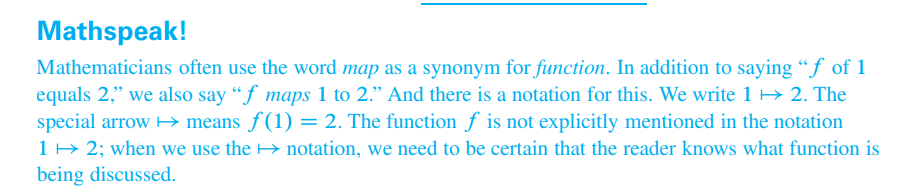 Mathspeak!
Mathematicians often use the word map as a synonym for function. In addition to saying “f of 1
equals 2,” we also say “f maps 1 to 2.” And there is a notation for this. We write 1 ↦ 2. The
special arrow ↦ means f(1) = 2. The function f is not explicitly mentioned in the notation
1 ↦ 2; when we use the ↦ notation, we need to be certain that the reader knows what function is
being discussed.